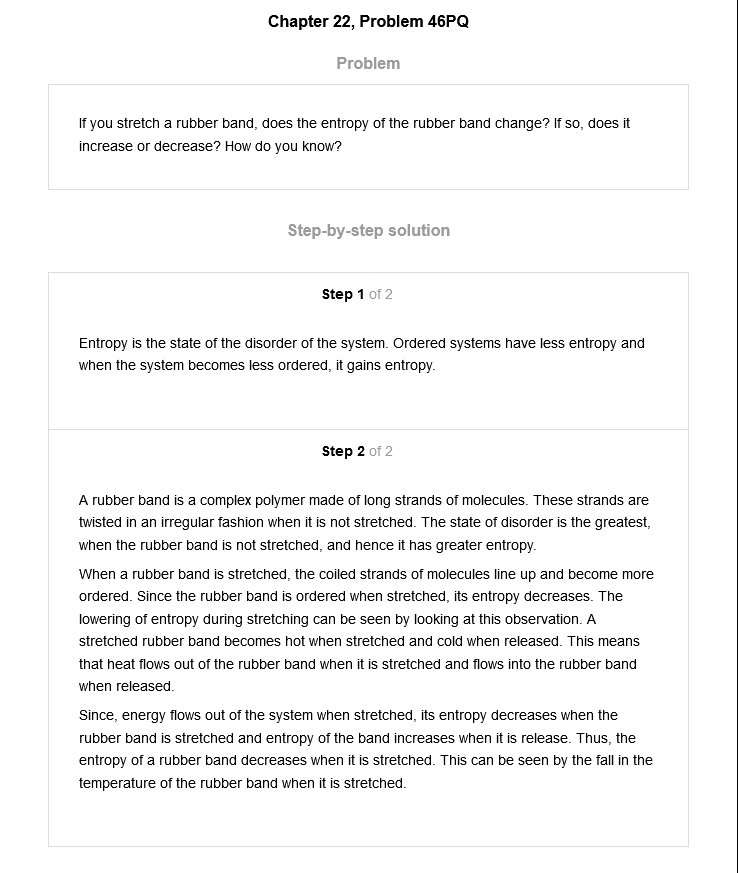 Chapter 22, Problem 46PQ
Problem
If you stretch a rubber band, does the entropy of the rubber band change? If so, does it
increase or decrease? How do you know?
Step-by-step solution
Step 1 of 2
Entropy is the state of the disorder of the system. Ordered systems have less entropy and
when the system becomes less ordered, it gains entropy.
Step 2 of 2
A rubber band is a complex polymer made of long strands of molecules. These strands are
twisted in an irregular fashion when it is not stretched. The state of disorder is the greatest,
when the rubber band is not stretched, and hence it has greater entropy.
When a rubber band is stretched, the coiled strands of molecules line up and become more
ordered. Since the rubber band is ordered when stretched, its entropy decreases. The
lowering of entropy during stretching can be seen by looking at this observation. A
stretched rubber band becomes hot when stretched and cold when released. This means
that heat flows out of the rubber band when it is stretched and flows into the rubber band
when released.
Since, energy flows out of the system when stretched, its entropy decreases when the
rubber band is stretched and entropy of the band increases when it is release. Thus, the
entropy of a rubber band decreases when it is stretched. This can be seen by the fall in the
temperature of the rubber band when it is stretched.